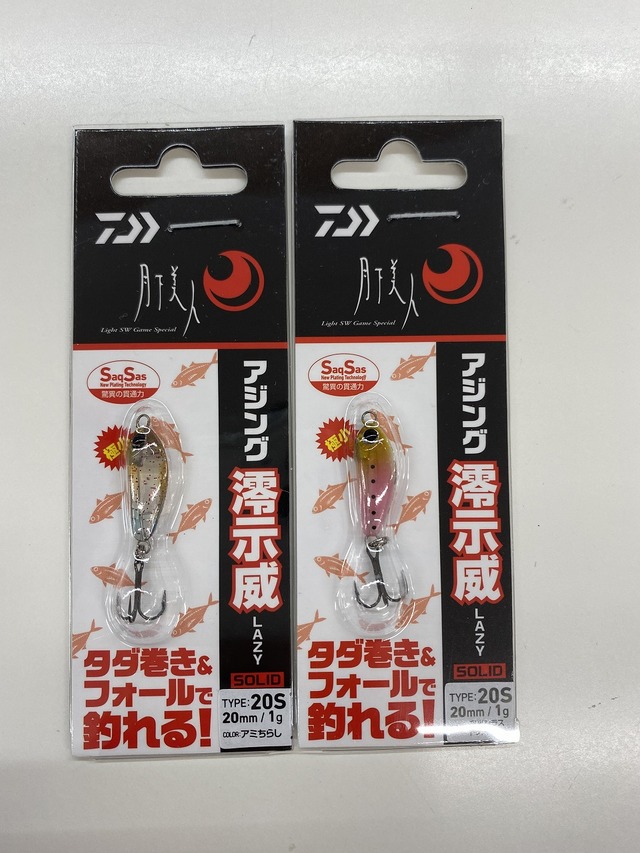 月下美人
Light SW Game Special
SaqSas
New Plating Technology
驚異の貫通力
極小
アジング
澪示威
LAZY
SOLID
タダ巻き&
フォールで
釣れる!
TYPE: 20S
20mm / 1g
COLOR: アミちらし
月下美人
Light SW Game Special
SaqSas
New Plating Technology
驚異の貫通力
極小
アジング
澪示威
LAZY
SOLID
タダ巻き&
フォールで
釣れる!
TYPE: 20S
20mm / 1g